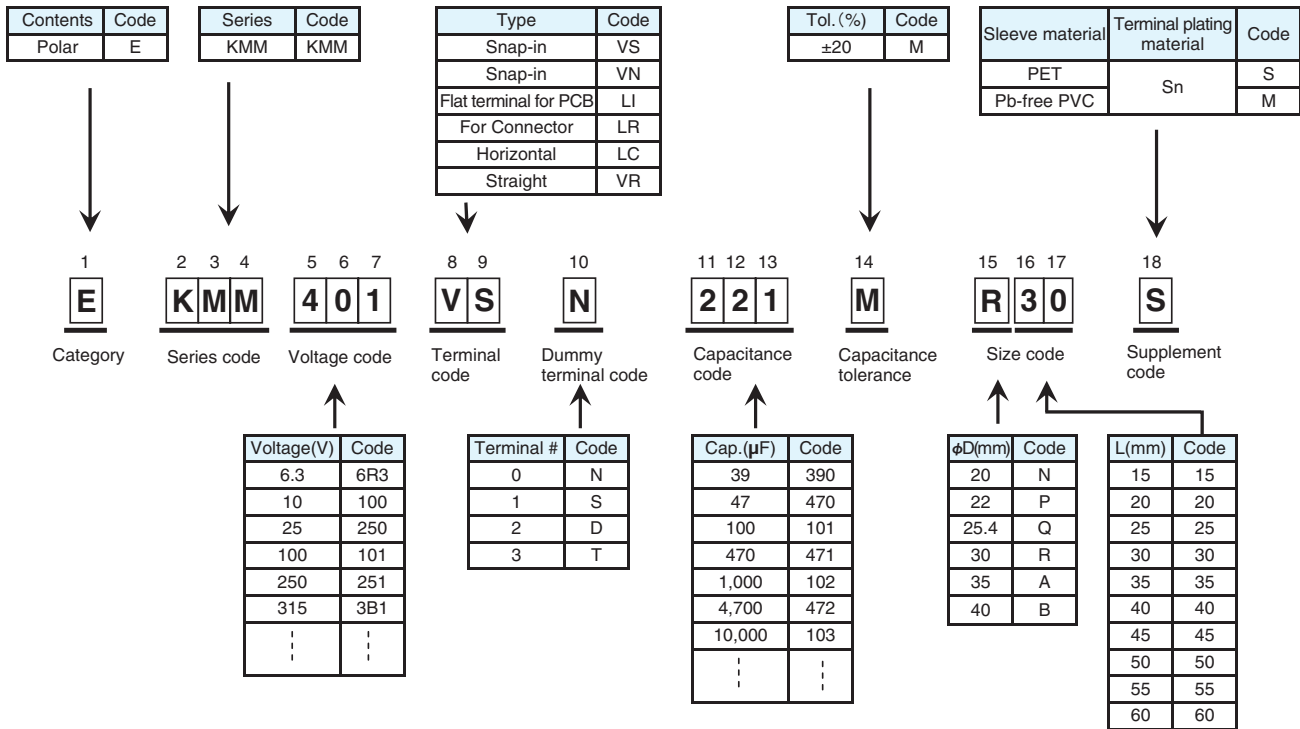 Contents Code
Polar E
Series Code
KMM KMM
Type Code
Snap-in VS
Snap-in VN
Flat terminal for PCB LI
For Connector LR
Horizontal LC
Straight VR
Tol.(%) Code
±20 M
Sleeve material Terminal plating material Code
PET Sn S
Pb-free PVC M
1 2 3 4 5 6 7 8 9 10 11 12 13 14 15 16 17 18
E K M M 4 0 1 V S N 2 2 1 M R 3 0 S
Category
Series code
Voltage code
Terminal
code
Dummy
terminal code
Capacitance
code
Capacitance
tolerance
Size code
Supplement
code
Voltage(V) Code
6.3 6R3
10 100
25 250
100 101
250 251
315 3B1
Terminal # Code
0 N
1 S
2 D
3 T
Cap.(µF) Code
39 390
47 470
100 101
470 471
1,000 102
4,700 472
10,000 103
ϕD(mm) Code
20 N
22 P
25.4 Q
30 R
35 A
40 B
L(mm) Code
15 15
20 20
25 25
30 30
35 35
40 40
45 45
50 50
55 55
60 60